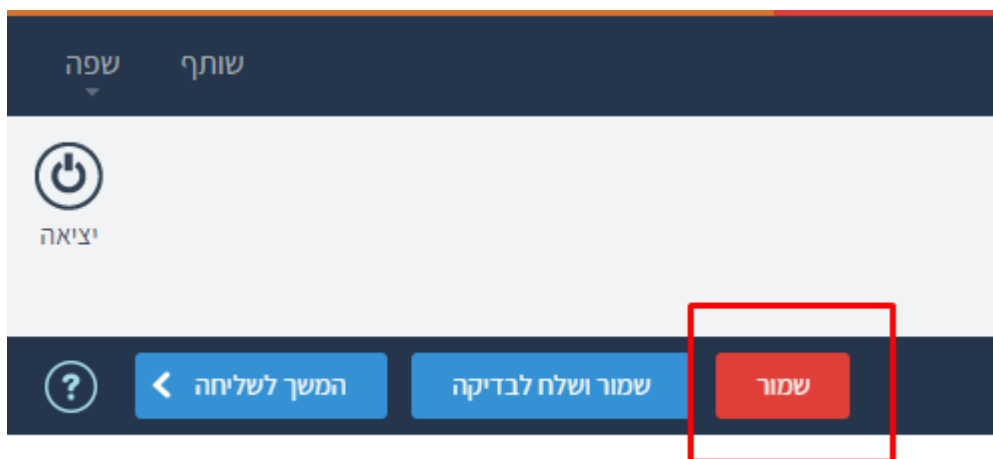 שותף שפה
יציאה
שמור שמור ושלח לבדיקה המשך לשליחה ?